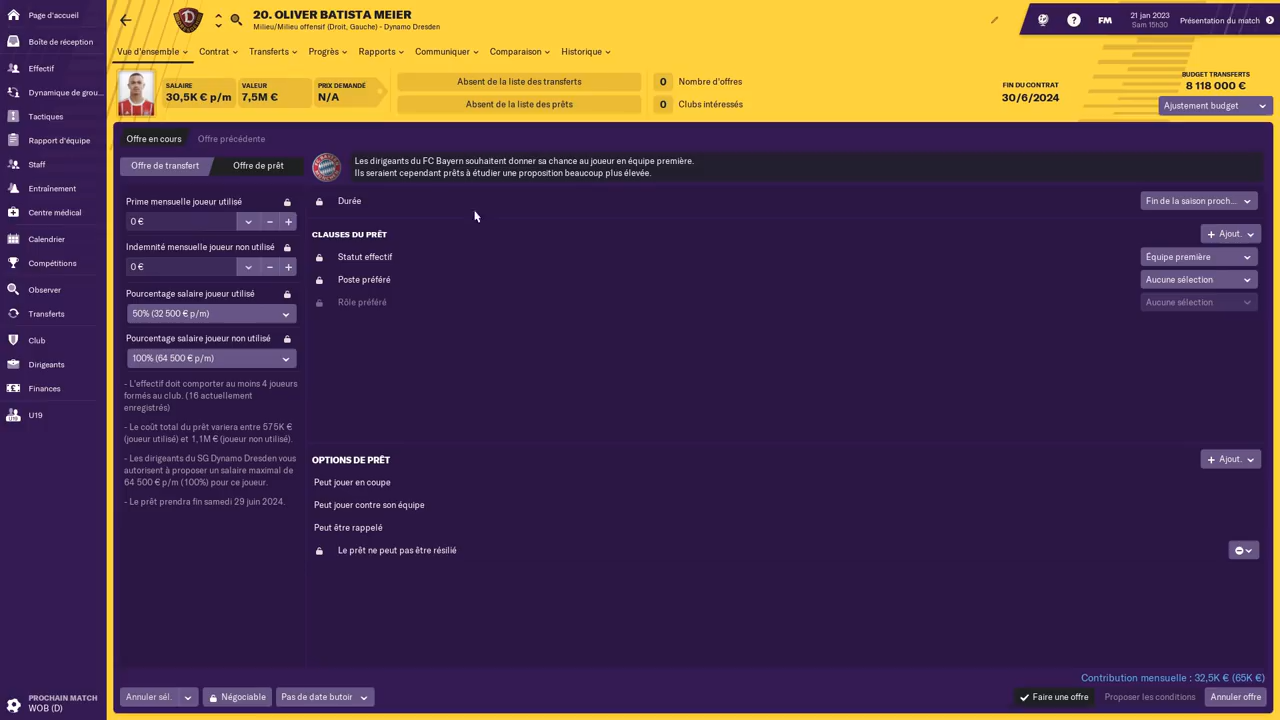 Page d'accueil
Boîte de réception
Effectif
Dynamique de grou...
Tactiques
Rapport d'équipe
Staff
Entraînement
Centre médical
Calendrier
Compétitions
Observer
Transferts
Club
Dirigeants
Finances
U19
PROCHAIN MATCH
WOB (D)
20. OLIVER BATISTA MEIER
Milieu/Milieu offensif (Droit, Gauche) - Dynamo Dresden
FM
21 jan 2023
Sam 15h30
Présentation du match
Vue d'ensemble
Contrat
Transferts
Progrès
Rapports
Communiquer
Comparaison
Historique
SALAIRE
30,5K € p/m
VALEUR
7,5M €
PRIX DEMANDÉ
N/A
Absent de la liste des transferts
Absent de la liste des prêts
0 Nombre d'offres
0 Clubs intéressés
FIN DU CONTRAT
30/6/2024
BUDGET TRANSFERTS
8 118 000 €
Ajustement budget
Offre en cours
Offre précédente
Offre de transfert
Offre de prêt
Les dirigeants du FC Bayern souhaitent donner sa chance au joueur en équipe première.
Ils seraient cependant prêts à étudier une proposition beaucoup plus élevée.
Prime mensuelle joueur utilisé
0 €
Indemnité mensuelle joueur non utilisé
0 €
Pourcentage salaire joueur utilisé
50% (32 500 € p/m)
Pourcentage salaire joueur non utilisé
100% (64 500 € p/m)
- L'effectif doit comporter au moins 4 joueurs
formés au club. (16 actuellement
enregistrés)
- Le coût total du prêt variera entre 575K €
(joueur utilisé) et 1,1M € (joueur non utilisé).
- Les dirigeants du SG Dynamo Dresden vous
autorisent à proposer un salaire maximal de
64 500 € p/m (100%) pour ce joueur.
- Le prêt prendra fin samedi 29 juin 2024.
Durée
Fin de la saison proch...
CLAUSES DU PRÊT
+ Ajout.
Statut effectif
Équipe première
Poste préféré
Aucune sélection
Rôle préféré
Aucune sélection
OPTIONS DE PRÊT
+ Ajout.
Peut jouer en coupe
Peut jouer contre son équipe
Peut être rappelé
Le prêt ne peut pas être résilié
Contribution mensuelle : 32,5K € (65K €)
Annuler sél.
Négociable
Pas de date butoir
Faire une offre
Proposer les conditions
Annuler offre